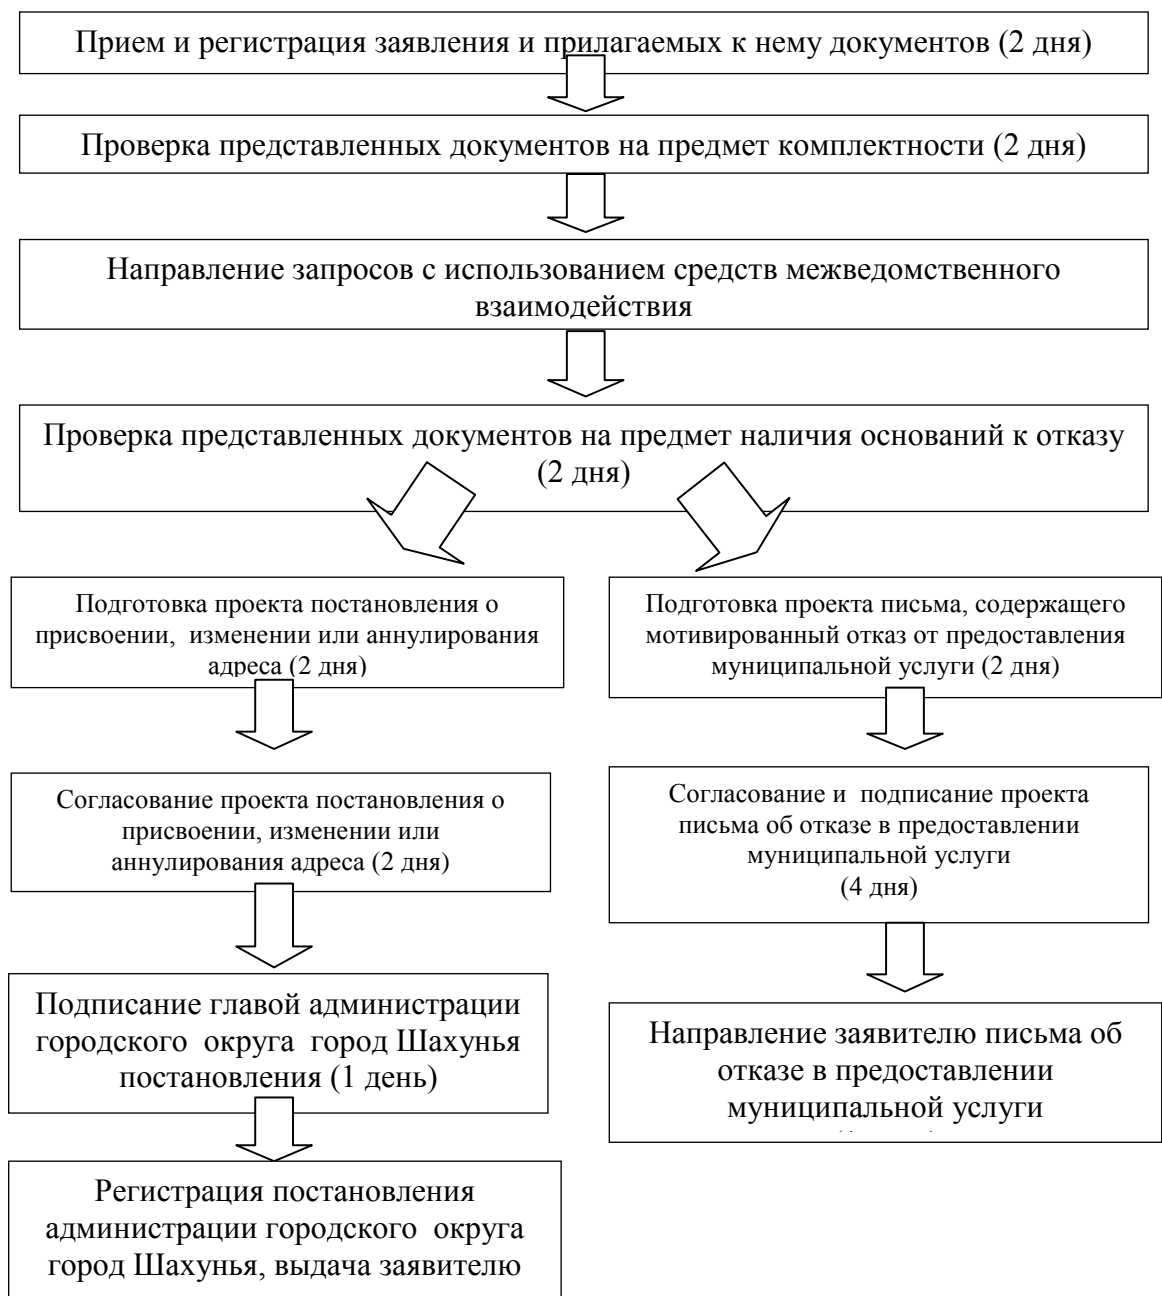 Прием и регистрация заявления и прилагаемых к нему документов (2 дня)
Проверка представленных документов на предмет комплектности (2 дня)
Направление запросов с использованием средств межведомственного
взаимодействия
Проверка представленных документов на предмет наличия оснований к отказу
(2 дня)
Подготовка проекта постановления о
присвоении, изменении или аннулирования
адреса (2 дня)
Согласование проекта постановления о
присвоении, изменении или
аннулирования адреса (2 дня)
Подписание главой администрации
городского округа город Шахунья
постановления (1 день)
Регистрация постановления
администрации городского округа
город Шахунья, выдача заявителю
Подготовка проекта письма, содержащего
мотивированный отказ от предоставления
муниципальной услуги (2 дня)
Согласование и подписание проекта
письма об отказе в предоставлении
муниципальной услуги
(4 дня)
Направление заявителю письма об
отказе в предоставлении
муниципальной услуги